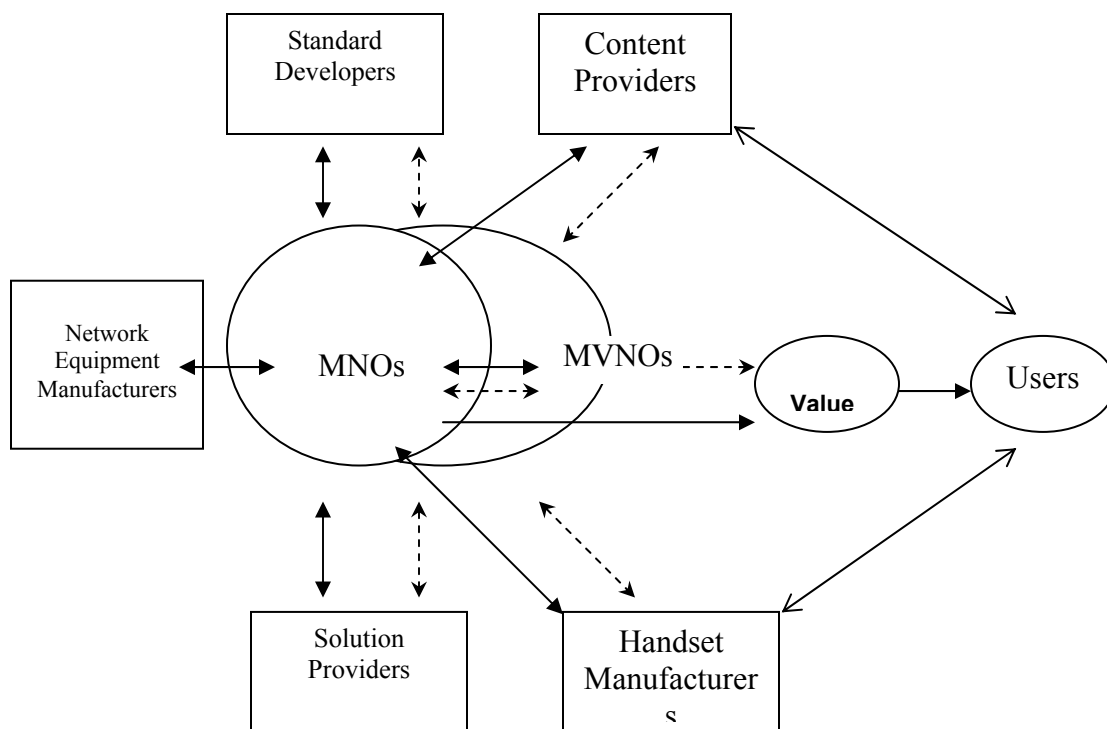 Standard
Developers
Content
Providers
Network
Equipment
Manufacturers
MNOs
MVNOs
Value
Users
Solution
Providers
Handset
Manufacturer
s